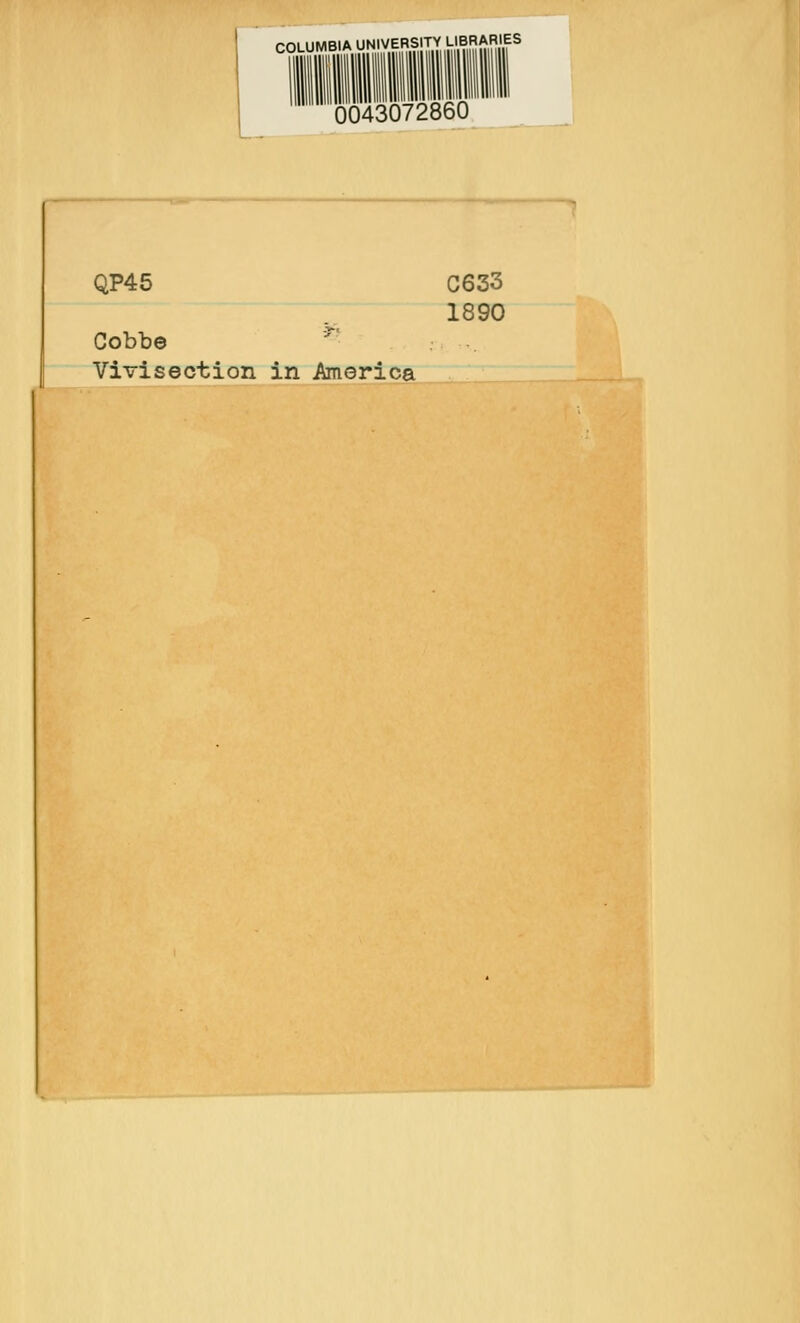 COLUMBIA UNIVERSITY LIBRARIES
0043072860
QP45 C633
1890
Cobbe
Vivisection in America